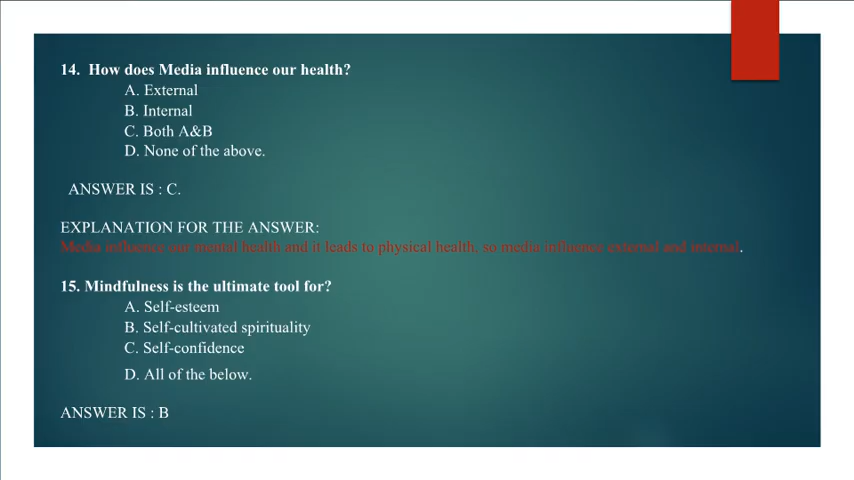 14. How does Media influence our health?
A. External
B. Internal
C. Both A&B
D. None of the above.
ANSWER IS : C.
EXPLANATION FOR THE ANSWER:
Media influence our mental health and it leads to physical health, so media influence external and internal.
15. Mindfulness is the ultimate tool for?
A. Self-esteem
B. Self-cultivated spirituality
C. Self-confidence
D. All of the below.
ANSWER IS : B